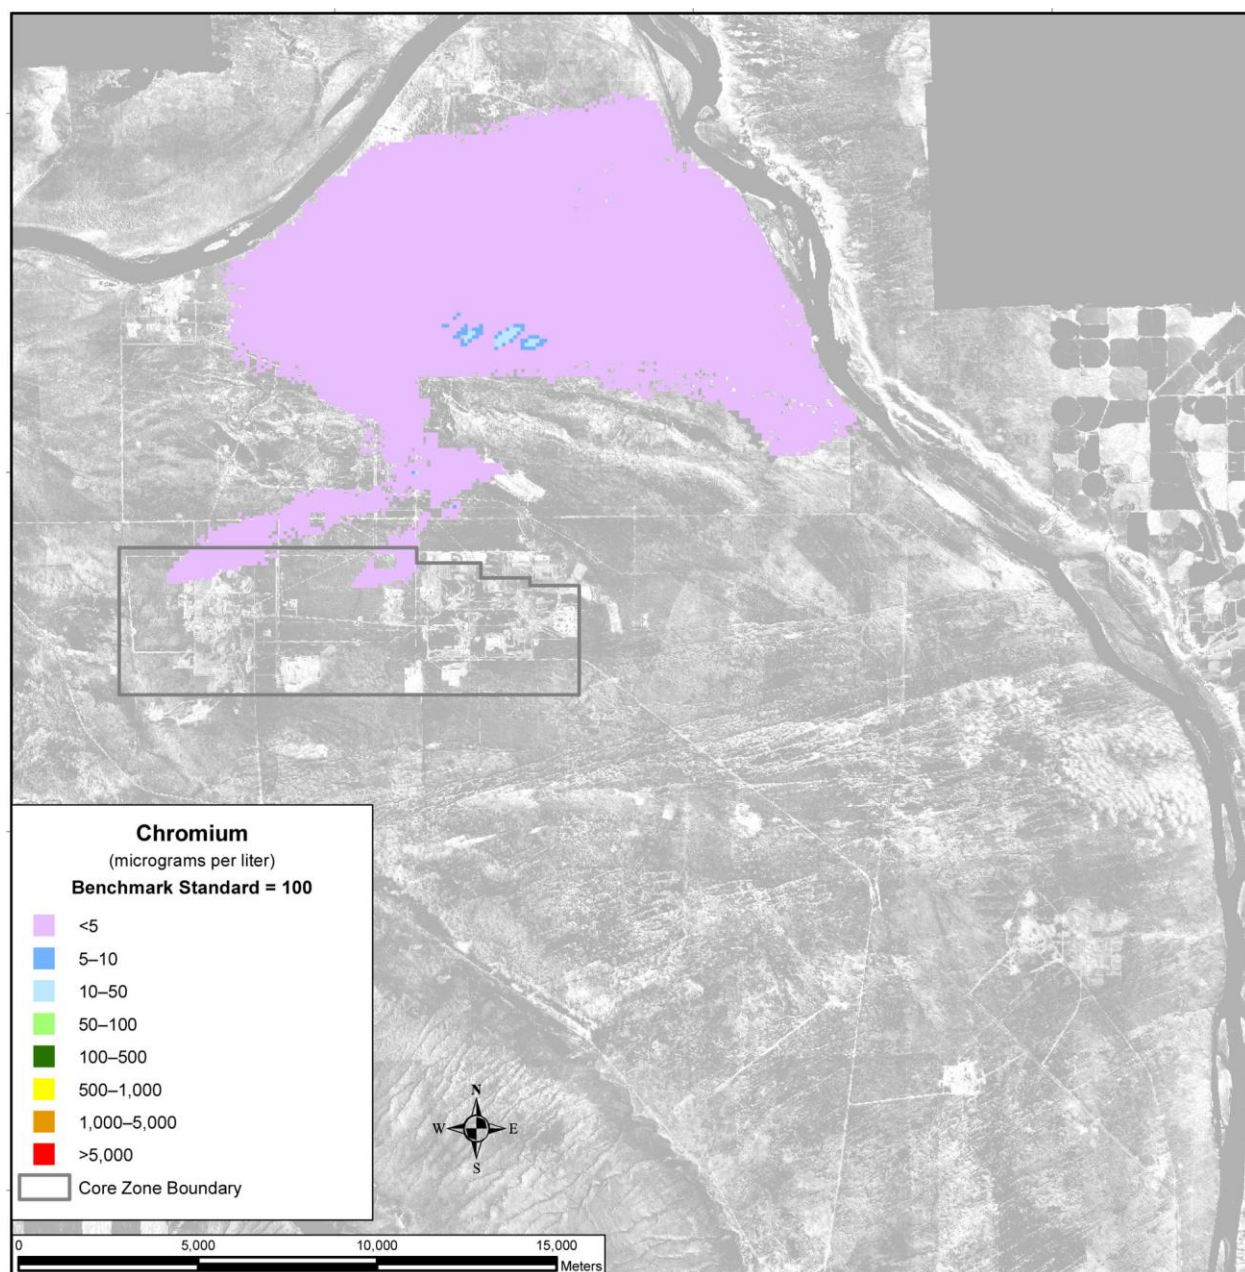 Chromium
(micrograms per liter)
Benchmark Standard = 100
<5
5–10
10–50
50–100
100–500
500–1,000
1,000–5,000
>5,000
Core Zone Boundary
N
W E
S
0 5,000 10,000 15,000
Meters